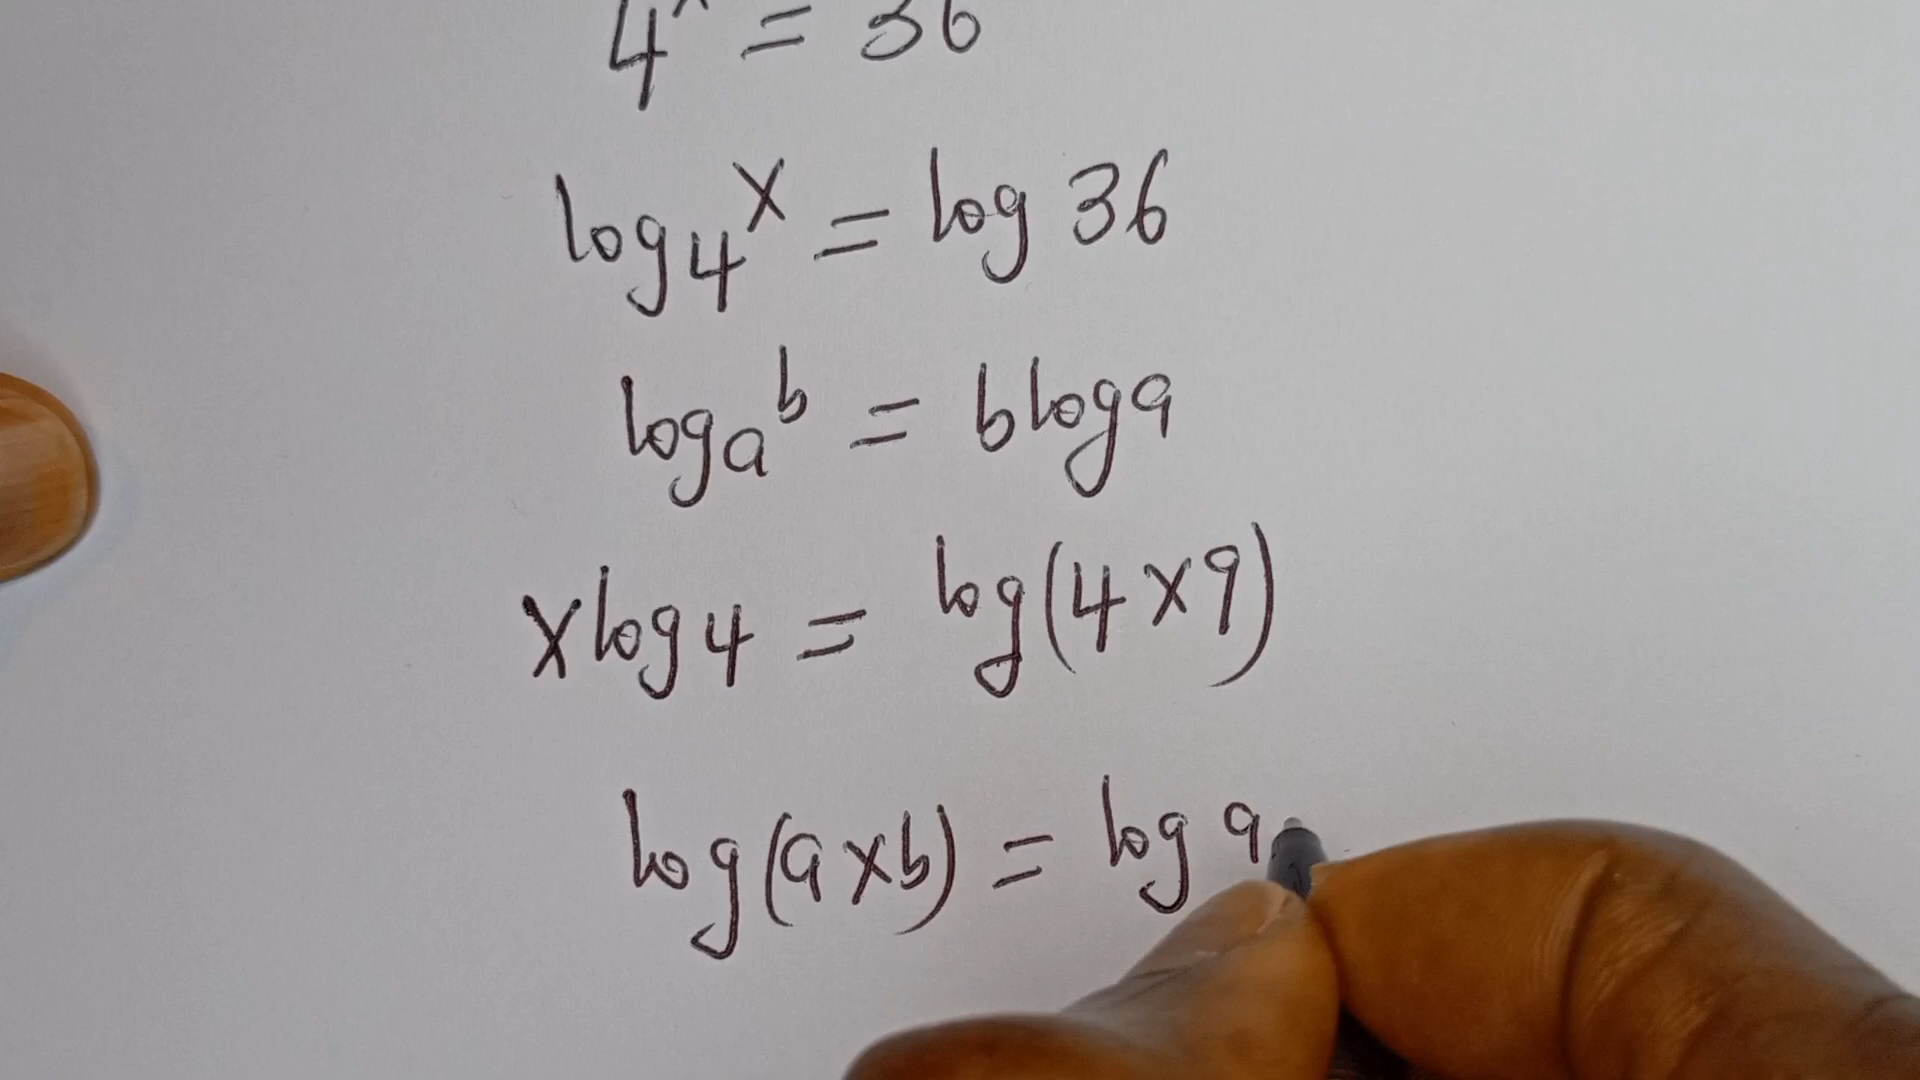 4^x = 36
log 4^x = log 36
log a^b = b log a
x log 4 = log(4 x 9)
log(a x b) = log a